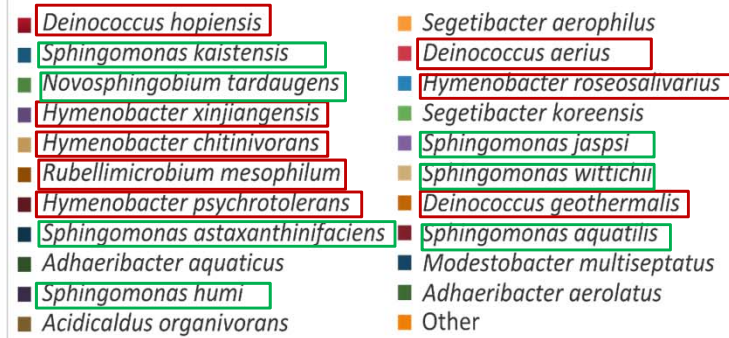 Deinococcus hopiensis
Sphingomonas kaistensis
Novosphingobium tardaugens
Hymenobacter xinjiangensis
Hymenobacter chitinivorans
Rubellimicrobium mesophilum
Hymenobacter psychrotolerans
Sphingomonas astaxanthinifaciens
Adhaeribacter aquaticus
Sphingomonas humi
Acidicaldus organivorans
Segetibacter aerophilus
Deinococcus aerius
Hymenobacter roseosalivarius
Segetibacter koreensis
Sphingomonas jaspsi
Sphingomonas wittichii
Deinococcus geothermalis
Sphingomonas aquatilis
Modestobacter multiseptatus
Adhaeribacter aerolatus
Other